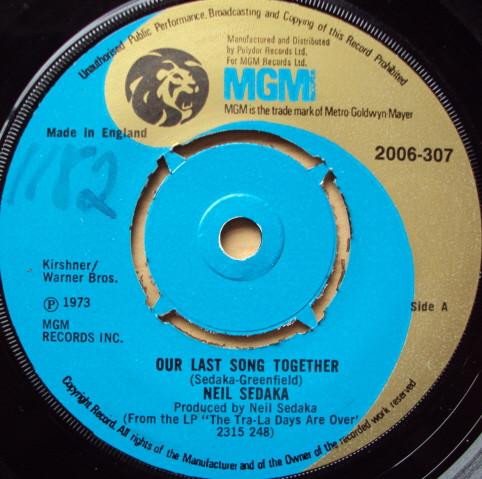 Unauthorised Public Performance, Broadcasting and Copying of this Record Prohibited
Manufactured and Distributed
by Polydor Records Ltd.
For MGM Records Ltd.
MGM
MGM is the trade mark of Metro-Goldwyn-Mayer
Made in England
2006-307
1182
Kirshner/
Warner Bros.
Ⓟ 1973
MGM
RECORDS INC.
Side A
OUR LAST SONG TOGETHER
(Sedaka-Greenfield)
NEIL SEDAKA
Produced by Neil Sedaka
(From the LP "The Tra-La Days Are Over'
2315 248)
Copyright Record. All rights of the Manufacturer and of the Owner of the recorded work reserved